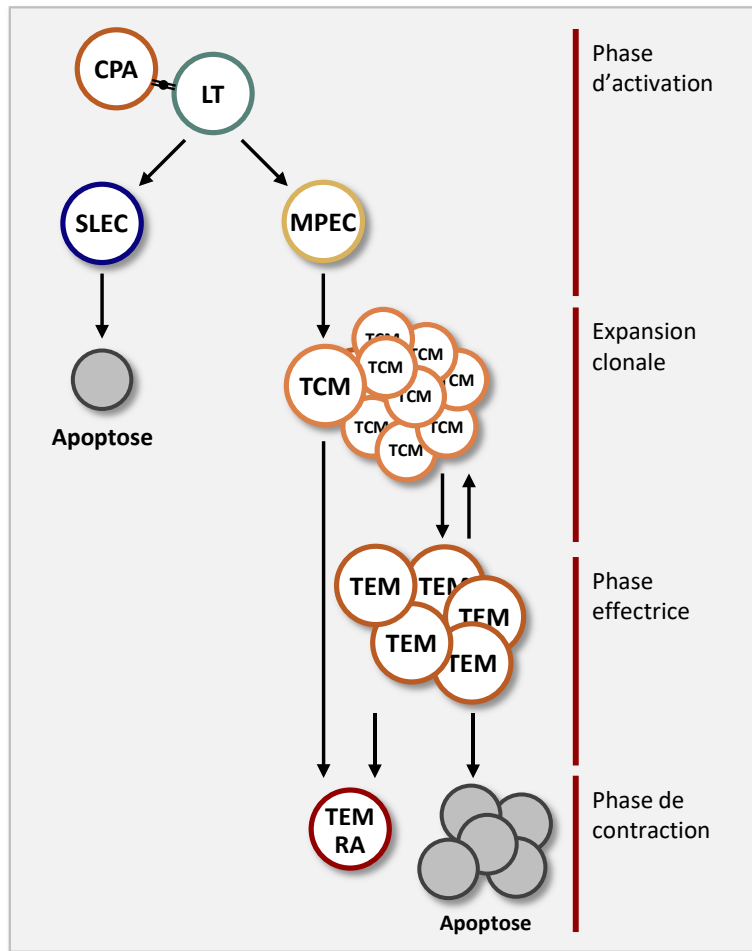 CPA
LT
Phase
d'activation
SLEC
MPEC
Expansion
clonale
TCM
TCM
TCM
TCM
TCM
TCM
TCM
TCM
TCM
Apoptose
Phase
effectrice
TEM
TEM
TEM
TEM
TEM
Phase de
contraction
TEM
RA
Apoptose